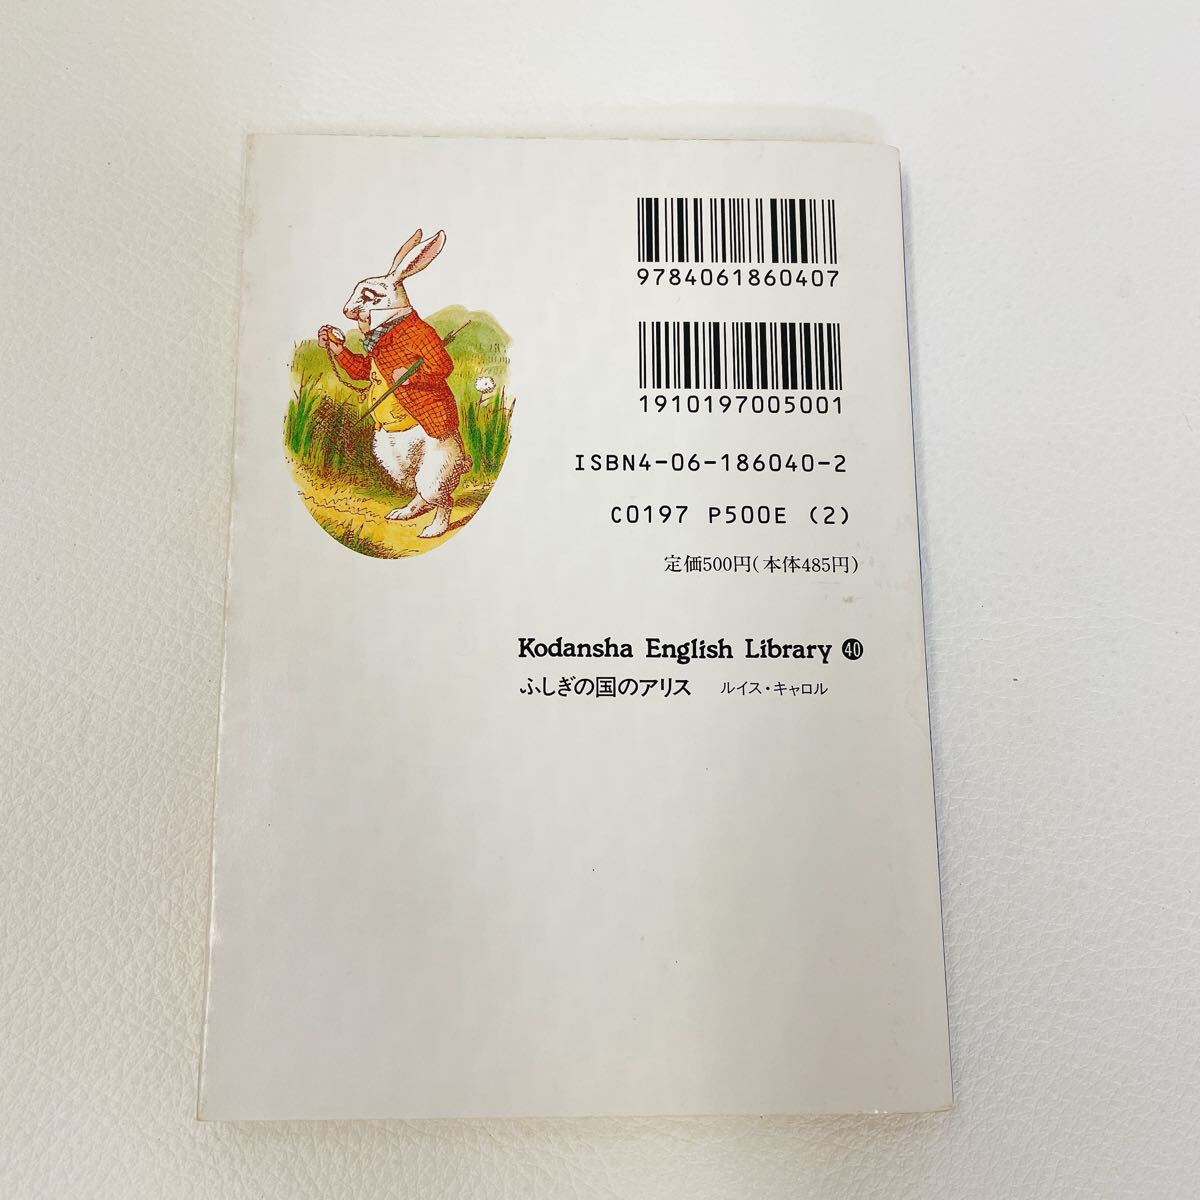 9784061860407
1910197005001
ISBN4-06-186040-2
C0197 P500E (2)
定価500円(本体485円)
Kodansha English Library ㊵
ふしぎの国のアリス ルイス・キャロル